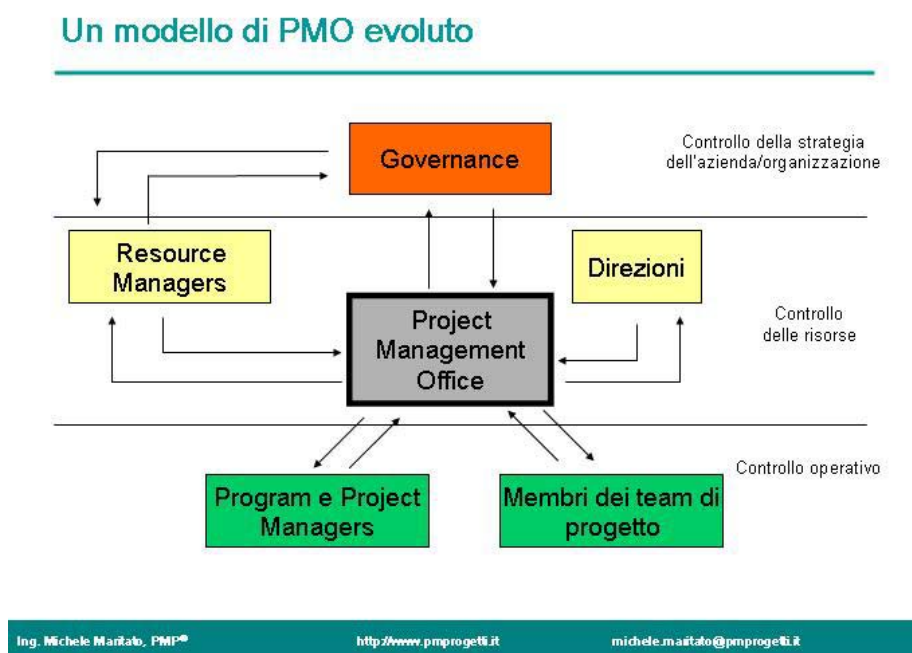 Un modello di PMO evoluto
Governance
Controllo della strategia
dell'azienda/organizzazione
Resource
Managers
Direzioni
Project
Management
Office
Controllo
delle risorse
Controllo operativo
Program e Project
Managers
Membri dei team di
progetto
Ing. Michele Maritato, PMP®
http://www.pmprogetti.it
michele.maritato@pmprogetti.it